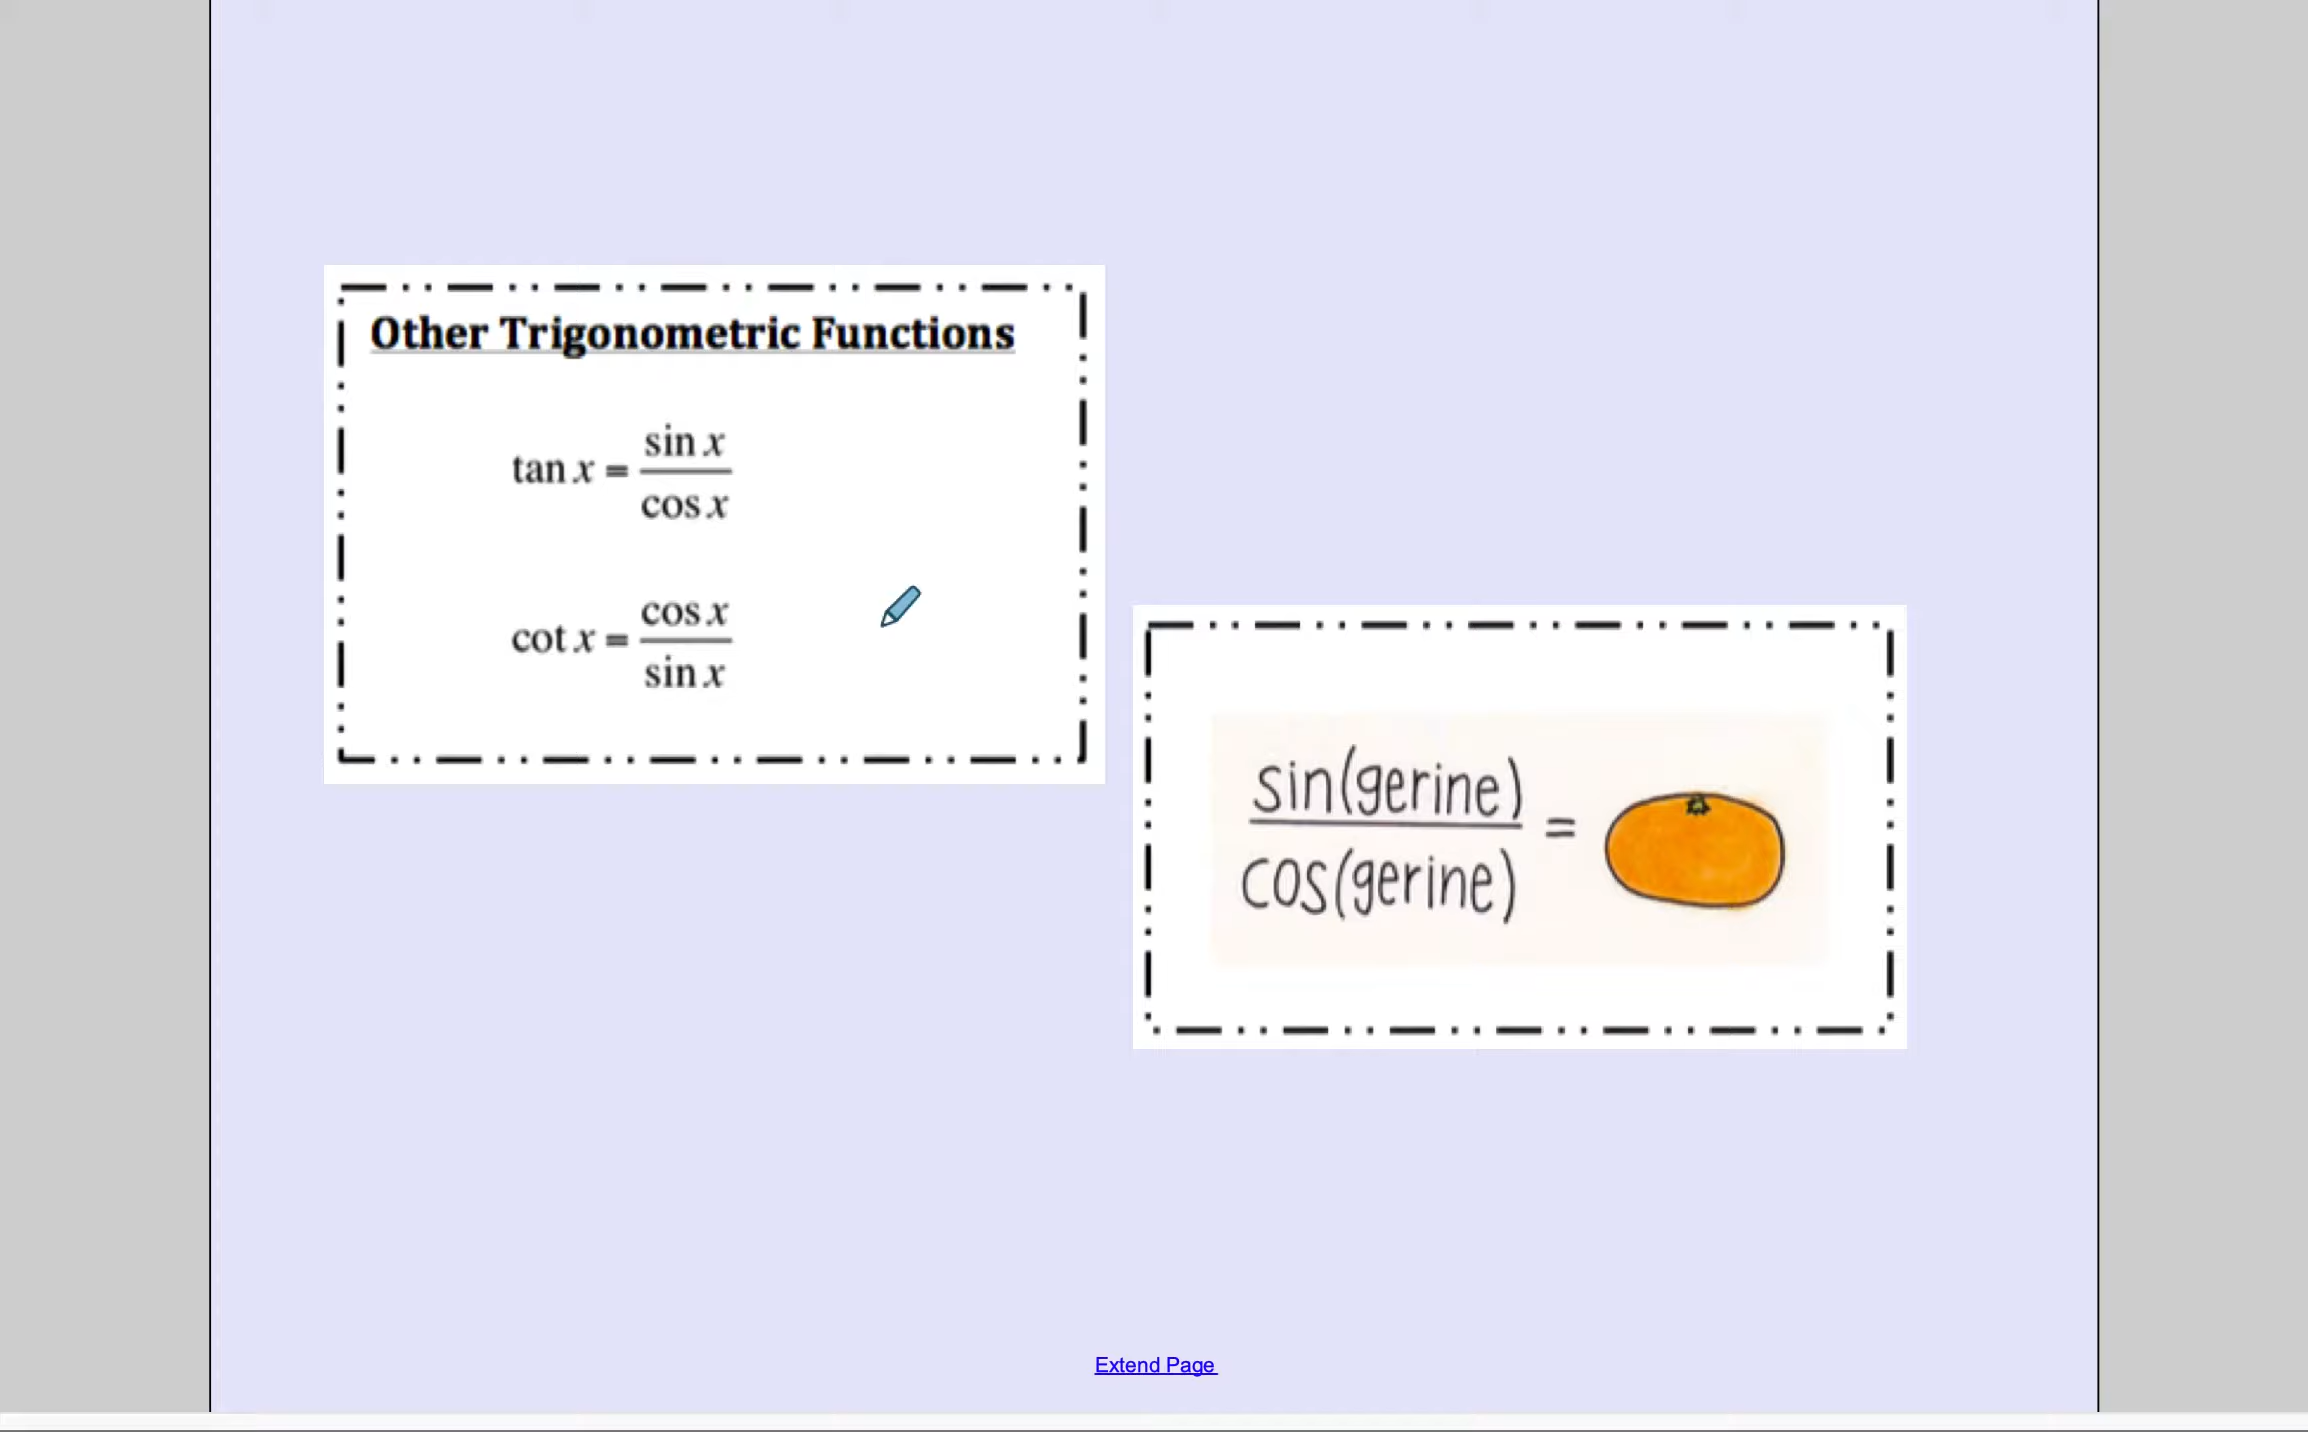 Other Trigonometric Functions
tan x = sin x / cos x
cot x = cos x / sin x
sin(gerine) / cos(gerine) =
Extend Page